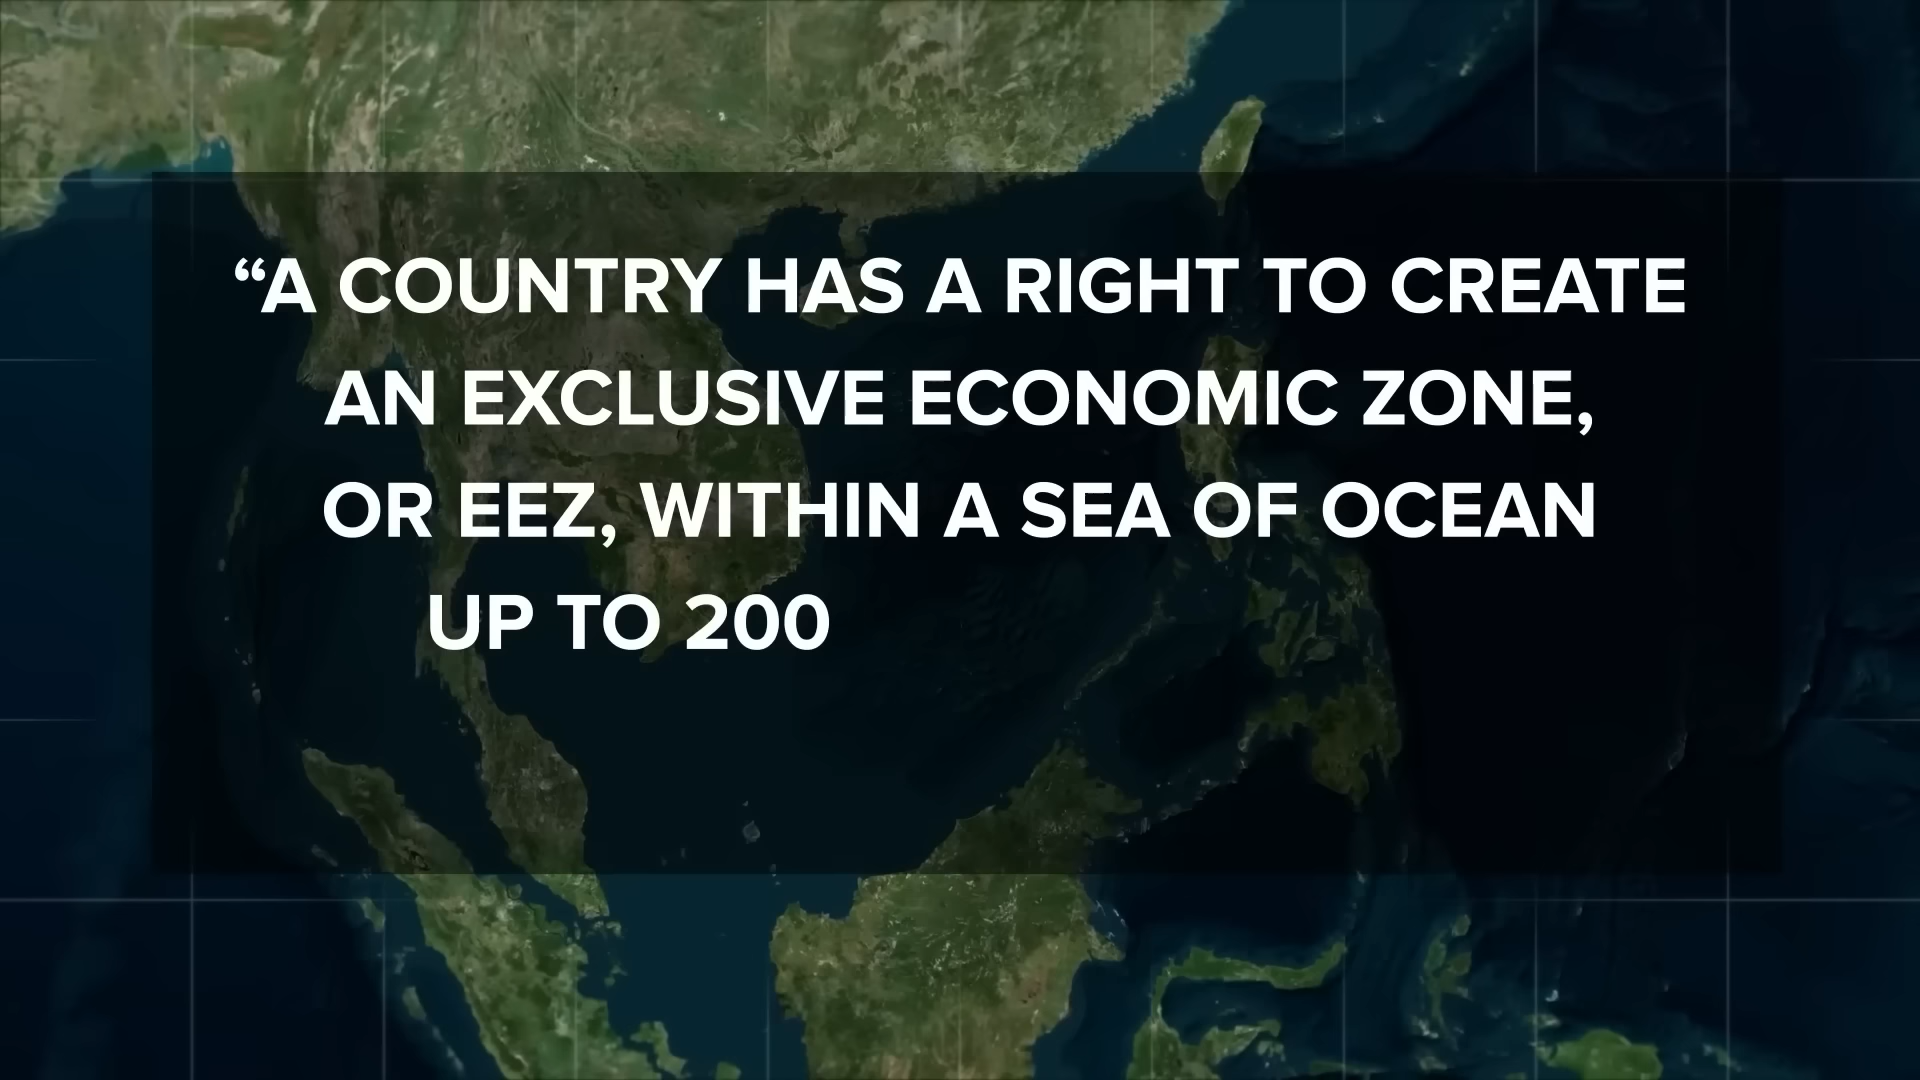 “A COUNTRY HAS A RIGHT TO CREATE
AN EXCLUSIVE ECONOMIC ZONE,
OR EEZ, WITHIN A SEA OF OCEAN
UP TO 200